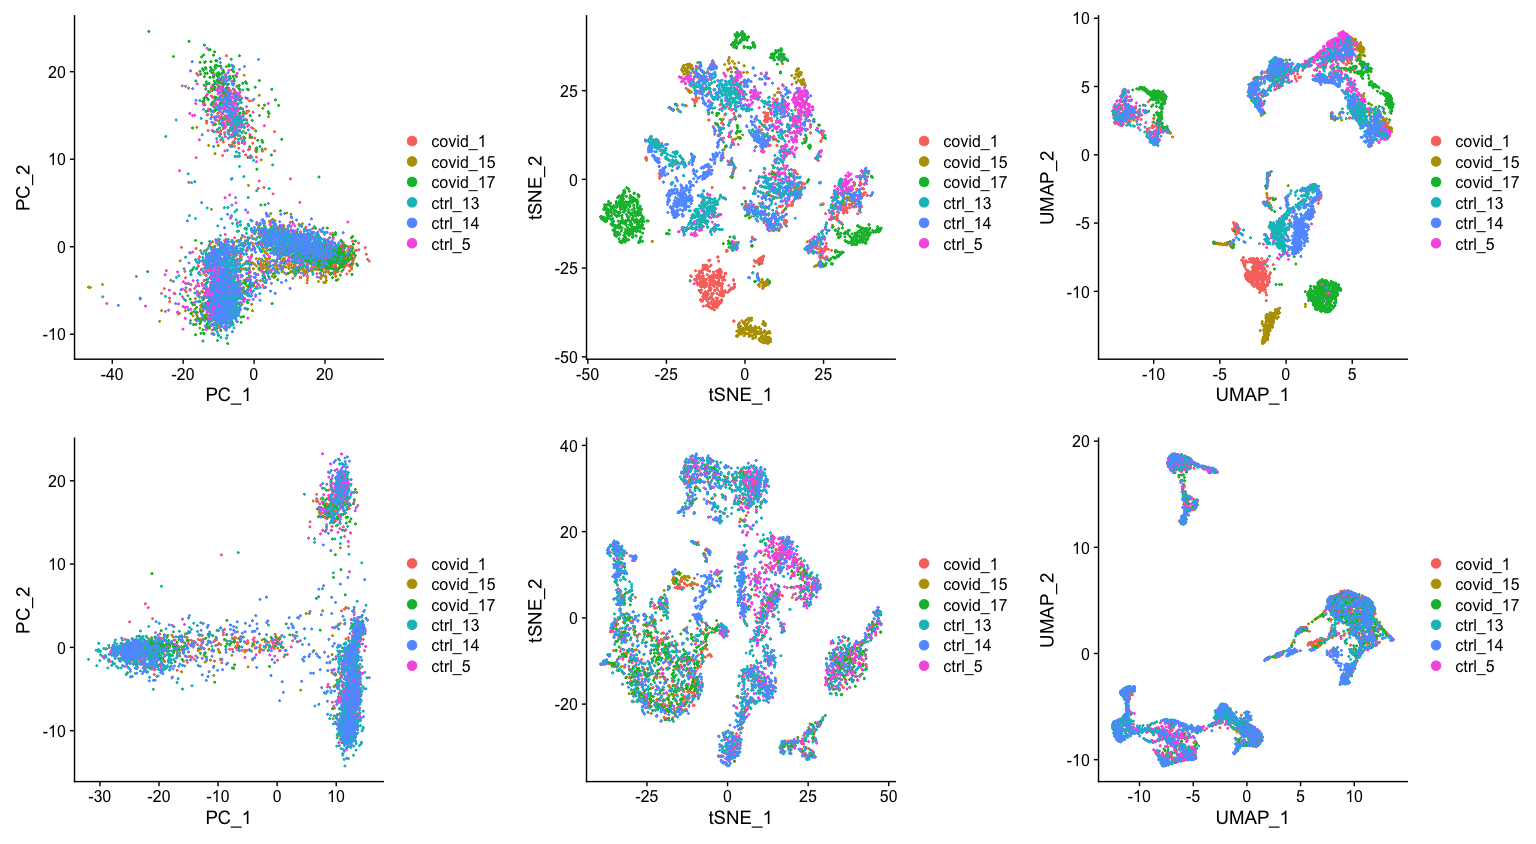 20
10
0
-10
-40
-20
0
20
PC_1
PC_2
covid_1
covid_15
covid_17
ctrl_13
ctrl_14
ctrl_5
25
0
-25
-50
-50
-25
0
25
tSNE_1
tSNE_2
covid_1
covid_15
covid_17
ctrl_13
ctrl_14
ctrl_5
10
5
0
-5
-10
-10
-5
0
5
UMAP_1
UMAP_2
covid_1
covid_15
covid_17
ctrl_13
ctrl_14
ctrl_5
20
10
0
-10
-30
-20
-10
0
10
PC_1
PC_2
covid_1
covid_15
covid_17
ctrl_13
ctrl_14
ctrl_5
40
20
0
-20
-25
0
25
50
tSNE_1
tSNE_2
covid_1
covid_15
covid_17
ctrl_13
ctrl_14
ctrl_5
20
10
0
-10
-10
-5
0
5
10
UMAP_1
UMAP_2
covid_1
covid_15
covid_17
ctrl_13
ctrl_14
ctrl_5